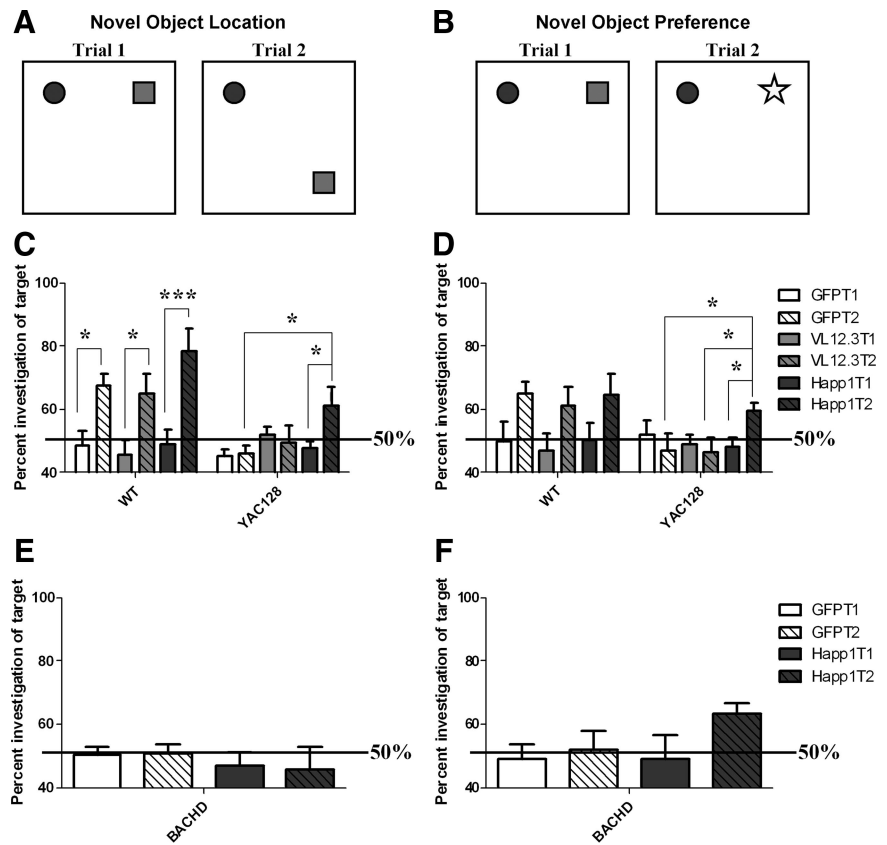 A
Novel Object Location
Trial 1
Trial 2
B
Novel Object Preference
Trial 1
Trial 2
C
Percent investigation of target
100
80
60
40
*
*
***
*
*
50%
WT
YAC128
D
Percent investigation of target
100
80
60
40
*
*
*
50%
WT
YAC128
GFPT1
GFPT2
VL12.3T1
VL12.3T2
Happ1T1
Happ1T2
E
Percent investigation of target
100
80
60
40
50%
BACHD
F
Percent investigation of target
100
80
60
40
50%
BACHD
GFPT1
GFPT2
Happ1T1
Happ1T2